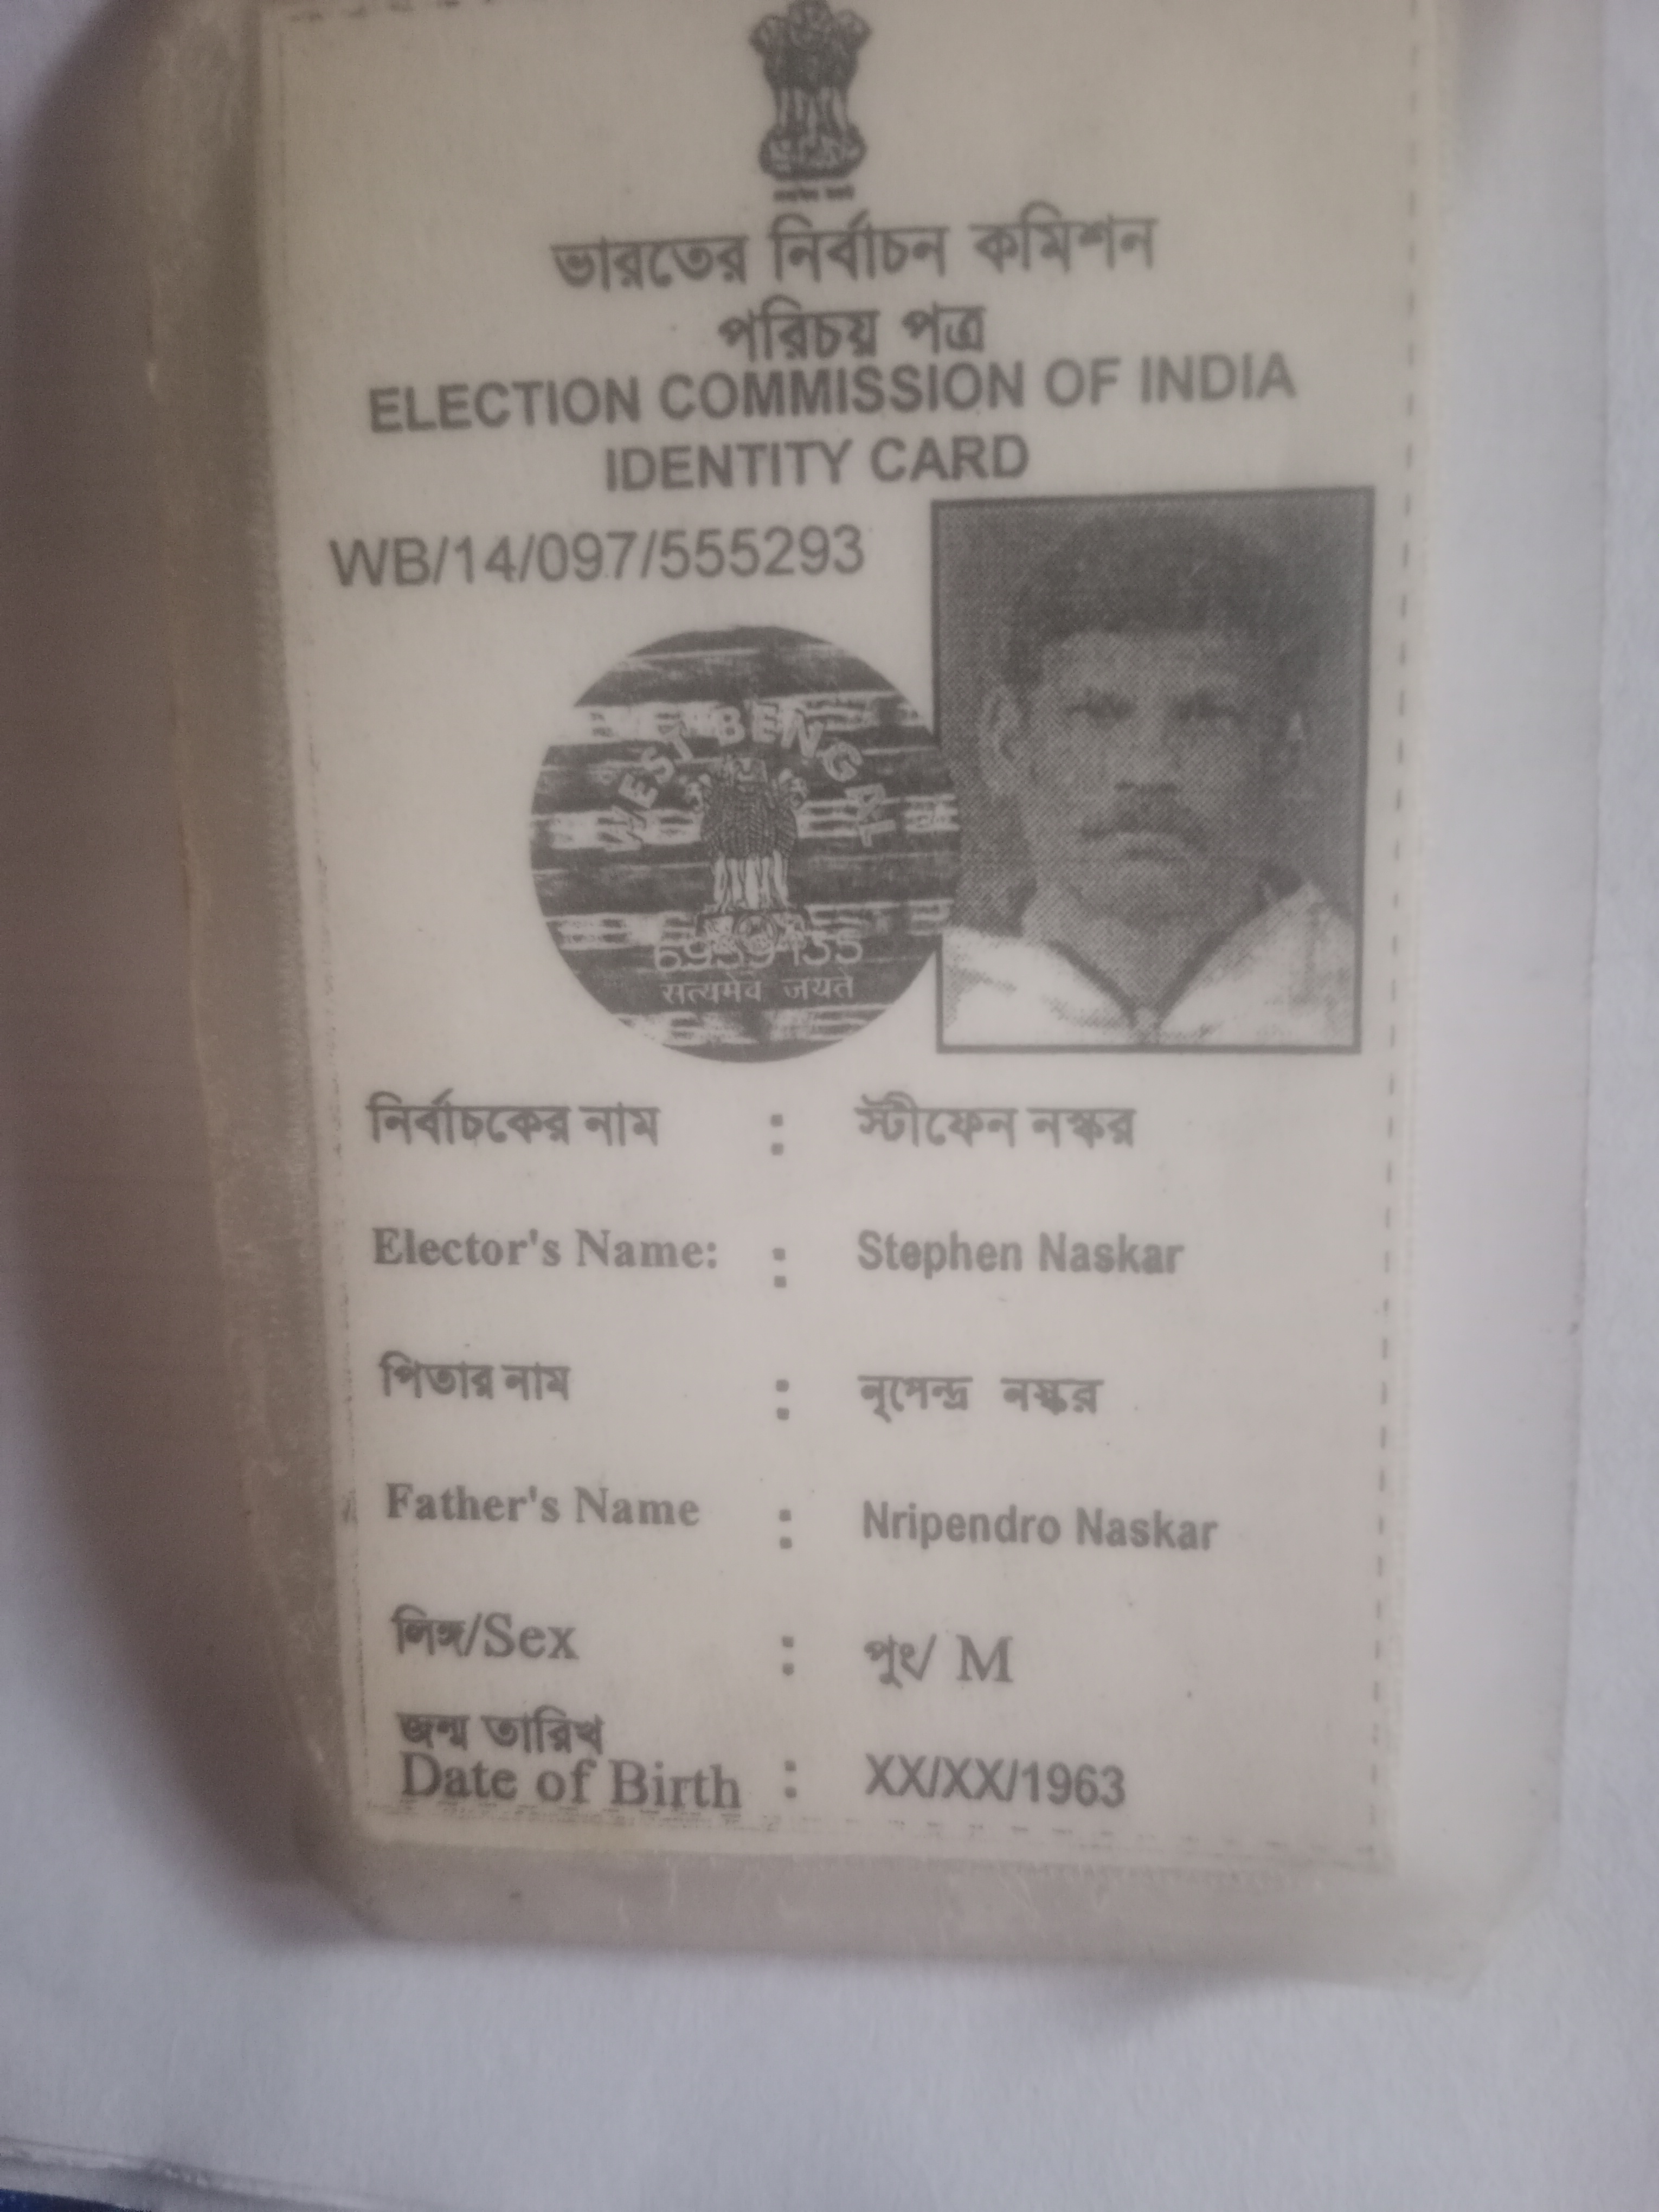 ভারতের নির্বাচন কমিশন
পরিচয় পত্র
ELECTION COMMISSION OF INDIA
IDENTITY CARD
WB/14/097/555293
WEST BENGAL
सत्यमेव जयते
নির্বাচকের নাম : স্টীফেন নস্কর
Elector's Name: : Stephen Naskar
পিতার নাম : নৃপেন্দ্র নস্কর
Father's Name : Nripendro Naskar
লিঙ্গ/Sex : পুং/ M
জন্ম তারিখ
Date of Birth : XX/XX/1963